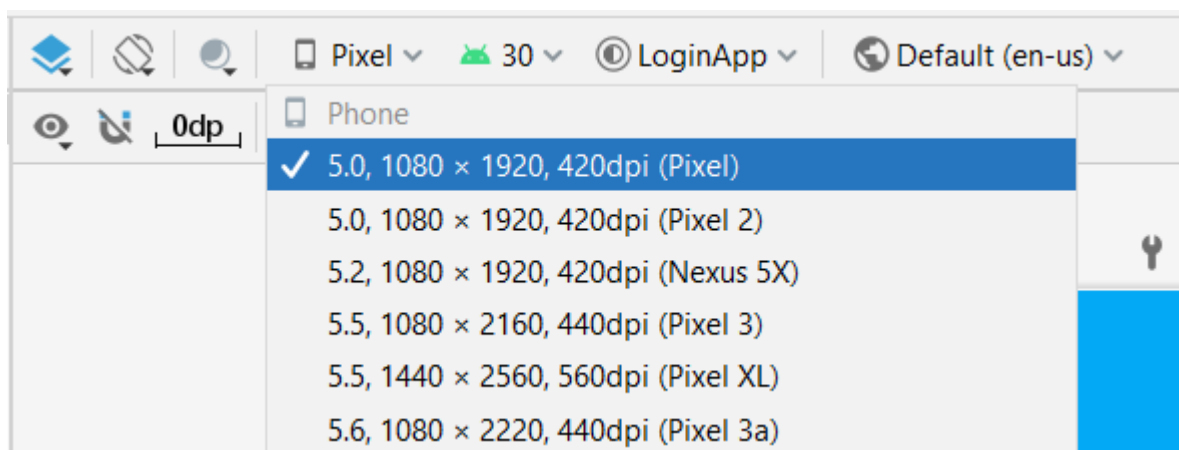 Pixel 30 LoginApp Default (en-us)
0dp Phone
5.0, 1080 × 1920, 420dpi (Pixel)
5.0, 1080 × 1920, 420dpi (Pixel 2)
5.2, 1080 × 1920, 420dpi (Nexus 5X)
5.5, 1080 × 2160, 440dpi (Pixel 3)
5.5, 1440 × 2560, 560dpi (Pixel XL)
5.6, 1080 × 2220, 440dpi (Pixel 3a)